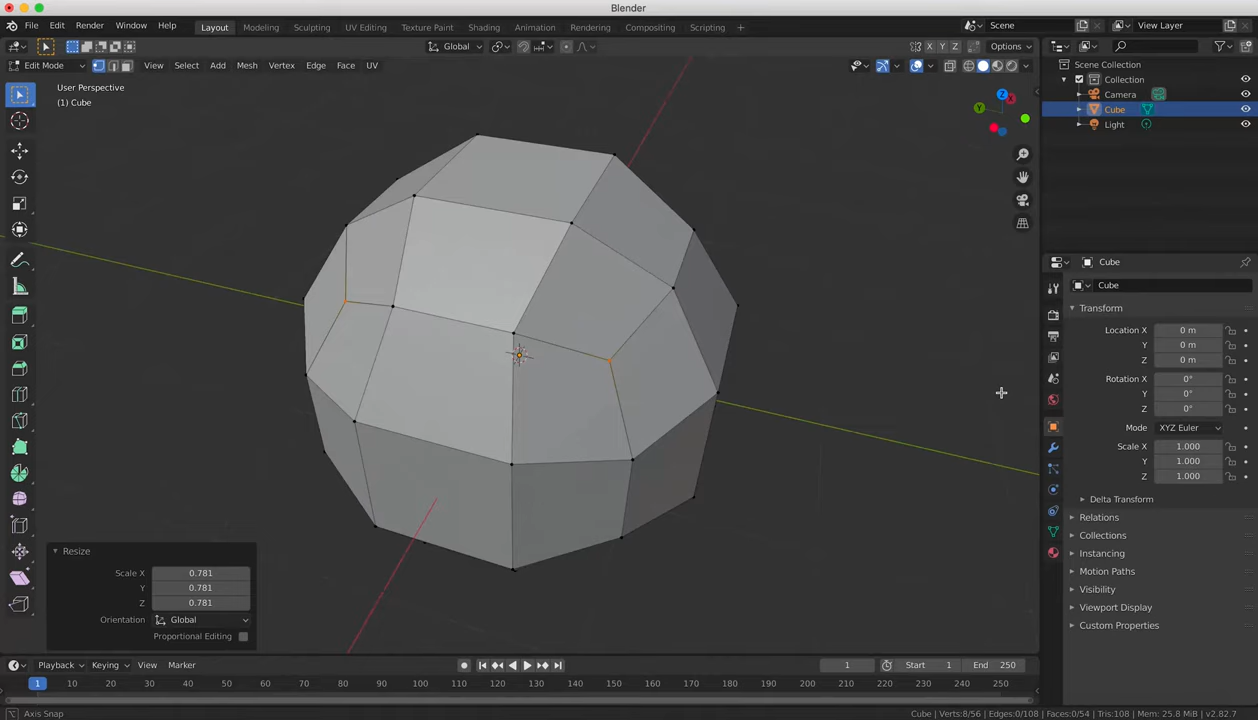 Blender
File Edit Render Window Help Layout Modeling Sculpting UV Editing Texture Paint Shading Animation Rendering Compositing Scripting + Scene View Layer
Global X Y Z Options
Edit Mode View Select Add Mesh Vertex Edge Face UV
User Perspective
(1) Cube
Z X Y
Scene Collection
Collection
Camera
Cube
Light
Cube
Cube
Transform
Location X 0 m
Y 0 m
Z 0 m
Rotation X 0°
Y 0°
Z 0°
Mode XYZ Euler
Scale X 1.000
Y 1.000
Z 1.000
Delta Transform
Relations
Collections
Instancing
Motion Paths
Visibility
Viewport Display
Custom Properties
Resize
Scale X 0.781
Y 0.781
Z 0.781
Orientation Global
Proportional Editing
Playback Keying View Marker 1 Start 1 End 250
1 10 20 30 40 50 60 70 80 90 100 110 120 130 140 150 160 170 180 190 200 210 220 230 240 250
Axis Snap Cube | Verts:8/56 | Edges:0/108 | Faces:0/54 | Tris:108 | Mem: 25.8 MiB | v2.82.7